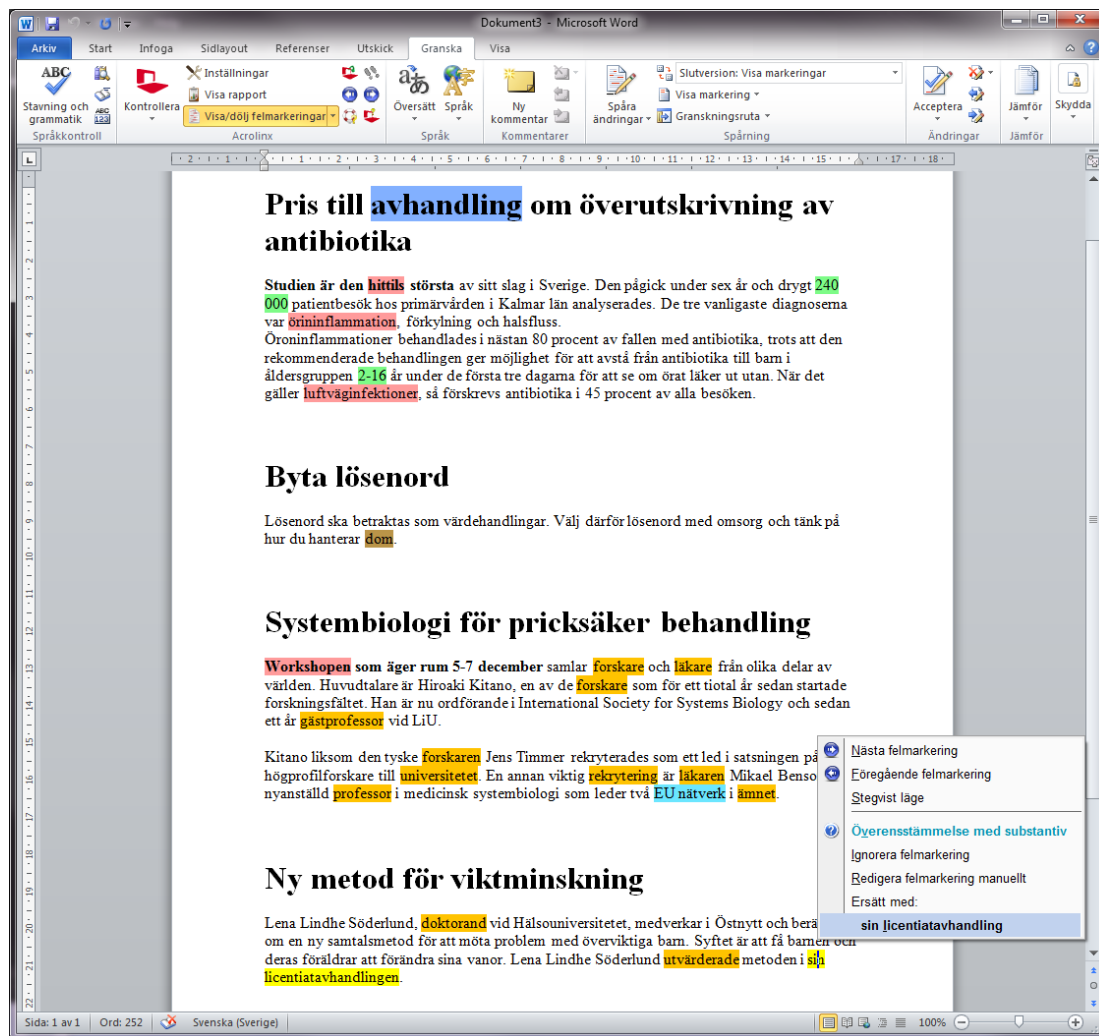 Dokument3 - Microsoft Word
Arkiv Start Infoga Sidlayout Referenser Utskick Granska Visa
Stavning och grammatik
Språkkontroll
Kontrollera
Inställningar
Visa rapport
Visa/dölj felmarkeringar
Acrolinx
Översätt Språk
Språk
Ny kommentar
Kommentarer
Spåra ändringar
Slutversion: Visa markeringar
Visa markering
Granskningsruta
Spårning
Acceptera
Ändringar
Jämför
Jämför
Skydda
Pris till avhandling om överutskrivning av
antibiotika
Studien är den hittils största av sitt slag i Sverige. Den pågick under sex år och drygt 240
000 patientbesök hos primärvården i Kalmar län analyserades. De tre vanligaste diagnoserna
var örininflammation, förkylning och halsfluss.
Öroninflammationer behandlades i nästan 80 procent av fallen med antibiotika, trots att den
rekommenderade behandlingen ger möjlighet för att avstå från antibiotika till barn i
åldersgruppen 2-16 år under de första tre dagarna för att se om örat läker ut utan. När det
gäller luftväginfektioner, så förskrevs antibiotika i 45 procent av alla besöken.
Byta lösenord
Lösenord ska betraktas som värdehandlingar. Välj därför lösenord med omsorg och tänk på
hur du hanterar dom.
Systembiologi för pricksäker behandling
Workshopen som äger rum 5-7 december samlar forskare och läkare från olika delar av
världen. Huvudtalare är Hiroaki Kitano, en av de forskare som för ett tiotal år sedan startade
forskningsfältet. Han är nu ordförande i International Society for Systems Biology och sedan
ett år gästprofessor vid LiU.
Kitano liksom den tyske forskaren Jens Timmer rekryterades som ett led i satsningen på
högprofilforskare till universitetet. En annan viktig rekrytering är läkaren Mikael Benso
nyanställd professor i medicinsk systembiologi som leder två EU nätverk i ämnet.
Nästa felmarkering
Föregående felmarkering
Stegvist läge
Överensstämmelse med substantiv
Ignorera felmarkering
Redigera felmarkering manuellt
Ersätt med:
sin licentiatavhandling
Ny metod för viktminskning
Lena Lindhe Söderlund, doktorand vid Hälsouniversitetet, medverkar i Östnytt och berä
om en ny samtalsmetod för att möta problem med överviktiga barn. Syftet är att få barnen och
deras föräldrar att förändra sina vanor. Lena Lindhe Söderlund utvärderade metoden i sin
licentiatavhandlingen.
Sida: 1 av 1 Ord: 252 Svenska (Sverige) 100%